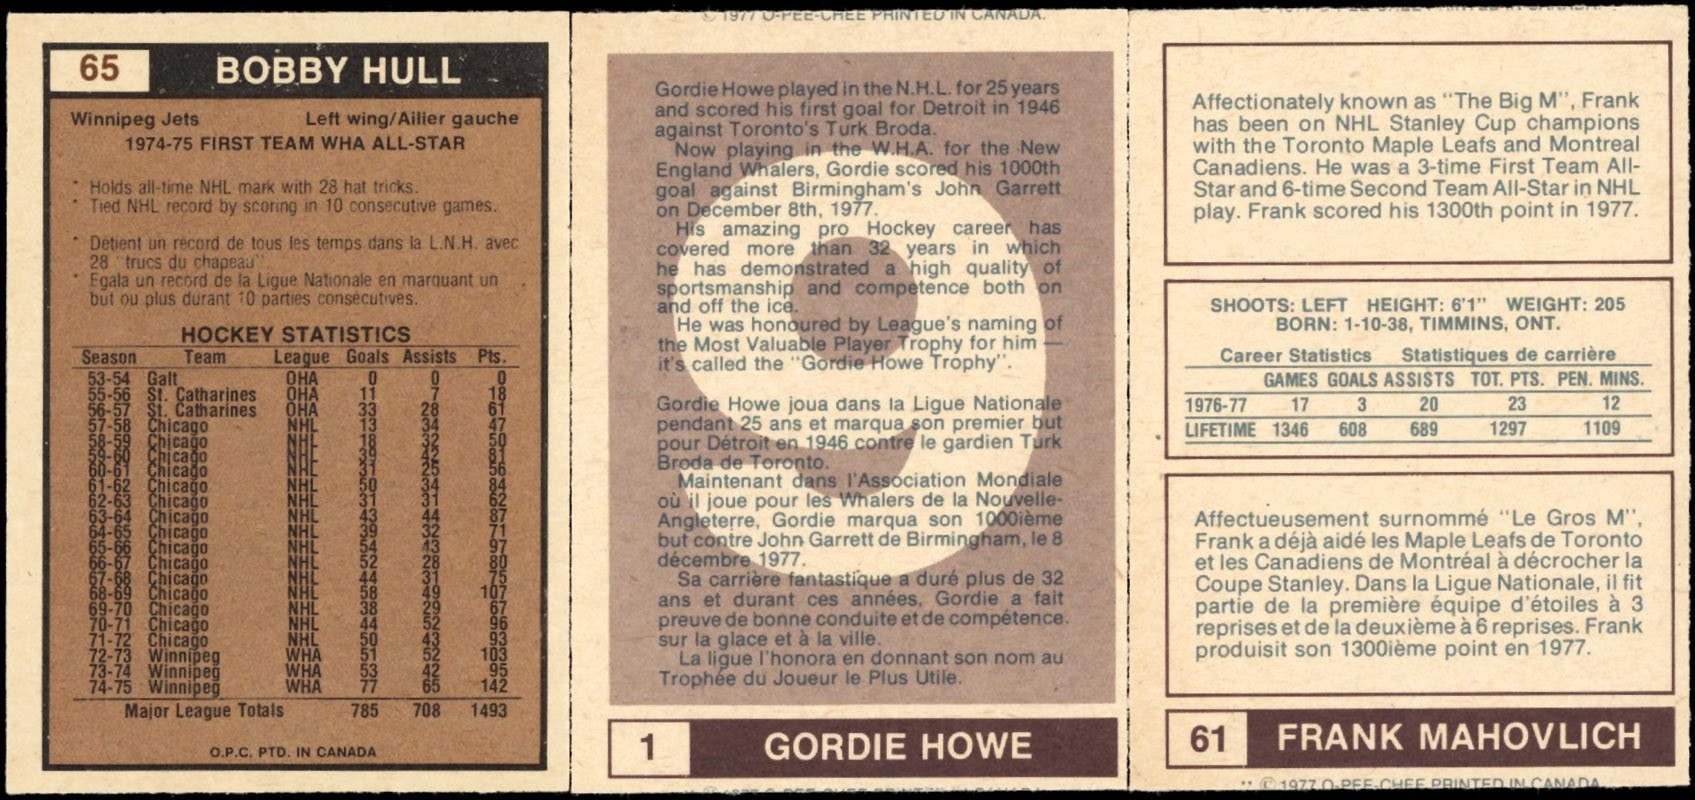 65 BOBBY HULL
Winnipeg Jets Left wing/Ailier gauche
1974-75 FIRST TEAM WHA ALL-STAR
* Holds all-time NHL mark with 28 hat tricks.
* Tied NHL record by scoring in 10 consecutive games.
* Détient un record de tous les temps dans la L.N.H. avec
28 "trucs du chapeau".
* Egala un record de la Ligue Nationale en marquant un
but ou plus durant 10 parties consécutives.
HOCKEY STATISTICS
Season Team League Goals Assists Pts.
53-54 Galt OHA 0 0 0
55-56 St. Catharines OHA 11 7 18
56-57 St. Catharines OHA 33 28 61
57-58 Chicago NHL 13 34 47
58-59 Chicago NHL 18 32 50
59-60 Chicago NHL 39 42 81
60-61 Chicago NHL 31 25 56
61-62 Chicago NHL 50 34 84
62-63 Chicago NHL 31 31 62
63-64 Chicago NHL 43 44 87
64-65 Chicago NHL 39 32 71
65-66 Chicago NHL 54 43 97
66-67 Chicago NHL 52 28 80
67-68 Chicago NHL 44 31 75
68-69 Chicago NHL 58 49 107
69-70 Chicago NHL 38 29 67
70-71 Chicago NHL 44 52 96
71-72 Chicago NHL 50 43 93
72-73 Winnipeg WHA 51 52 103
73-74 Winnipeg WHA 53 42 95
74-75 Winnipeg WHA 77 65 142
Major League Totals 785 708 1493
O.P.C. PTD. IN CANADA
© 1977 O-PEE-CHEE PRINTED IN CANADA.
Gordie Howe played in the N.H.L. for 25 years
and scored his first goal for Detroit in 1946
against Toronto's Turk Broda.
Now playing in the W.H.A. for the New
England Whalers, Gordie scored his 1000th
goal against Birmingham's John Garrett
on December 8th, 1977.
His amazing pro Hockey career has
covered more than 32 years in which
he has demonstrated a high quality of
sportsmanship and competence both on
and off the ice.
He was honoured by League's naming of
the Most Valuable Player Trophy for him —
it's called the "Gordie Howe Trophy".
Gordie Howe joua dans la Ligue Nationale
pendant 25 ans et marqua son premier but
pour Détroit en 1946 contre le gardien Turk
Broda de Toronto.
Maintenant dans l'Association Mondiale
où il joue pour les Whalers de la Nouvelle-
Angleterre, Gordie marqua son 1000ième
but contre John Garrett de Birmingham, le 8
décembre 1977.
Sa carrière fantastique a duré plus de 32
ans et durant ces années, Gordie a fait
preuve de bonne conduite et de compétence
sur la glace et à la ville.
La ligue l'honora en donnant son nom au
Trophée du Joueur le Plus Utile.
9
1 GORDIE HOWE
Affectionately known as "The Big M", Frank
has been on NHL Stanley Cup champions
with the Toronto Maple Leafs and Montreal
Canadiens. He was a 3-time First Team All-
Star and 6-time Second Team All-Star in NHL
play. Frank scored his 1300th point in 1977.
SHOOTS: LEFT HEIGHT: 6'1" WEIGHT: 205
BORN: 1-10-38, TIMMINS, ONT.
Career Statistics Statistiques de carrière
GAMES GOALS ASSISTS TOT. PTS. PEN. MINS.
1976-77 17 3 20 23 12
LIFETIME 1346 608 689 1297 1109
Affectueusement surnommé "Le Gros M",
Frank a déjà aidé les Maple Leafs de Toronto
et les Canadiens de Montréal à décrocher la
Coupe Stanley. Dans la Ligue Nationale, il fit
partie de la première équipe d'étoiles à 3
reprises et de la deuxième à 6 reprises. Frank
produisit son 1300ième point en 1977.
61 FRANK MAHOVLICH
** © 1977 O-PEE-CHEE PRINTED IN CANADA.